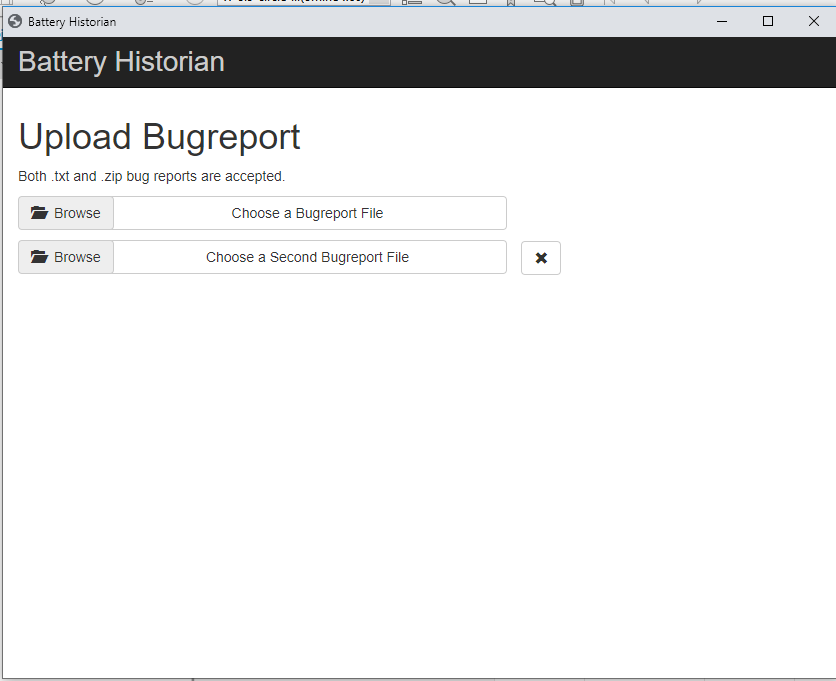 Battery Historian
Battery Historian
Upload Bugreport
Both .txt and .zip bug reports are accepted.
Browse Choose a Bugreport File
Browse Choose a Second Bugreport File